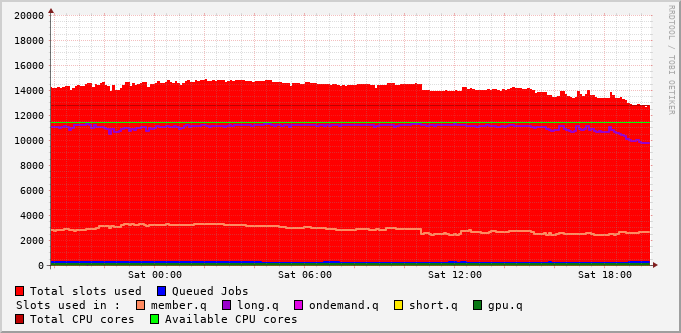 RRDTOOL / TOBI OETIKER
20000
18000
16000
14000
12000
10000
8000
6000
4000
2000
0
Sat 00:00 Sat 06:00 Sat 12:00 Sat 18:00
Total slots used Queued Jobs
Slots used in : member.q long.q ondemand.q short.q gpu.q
Total CPU cores Available CPU cores